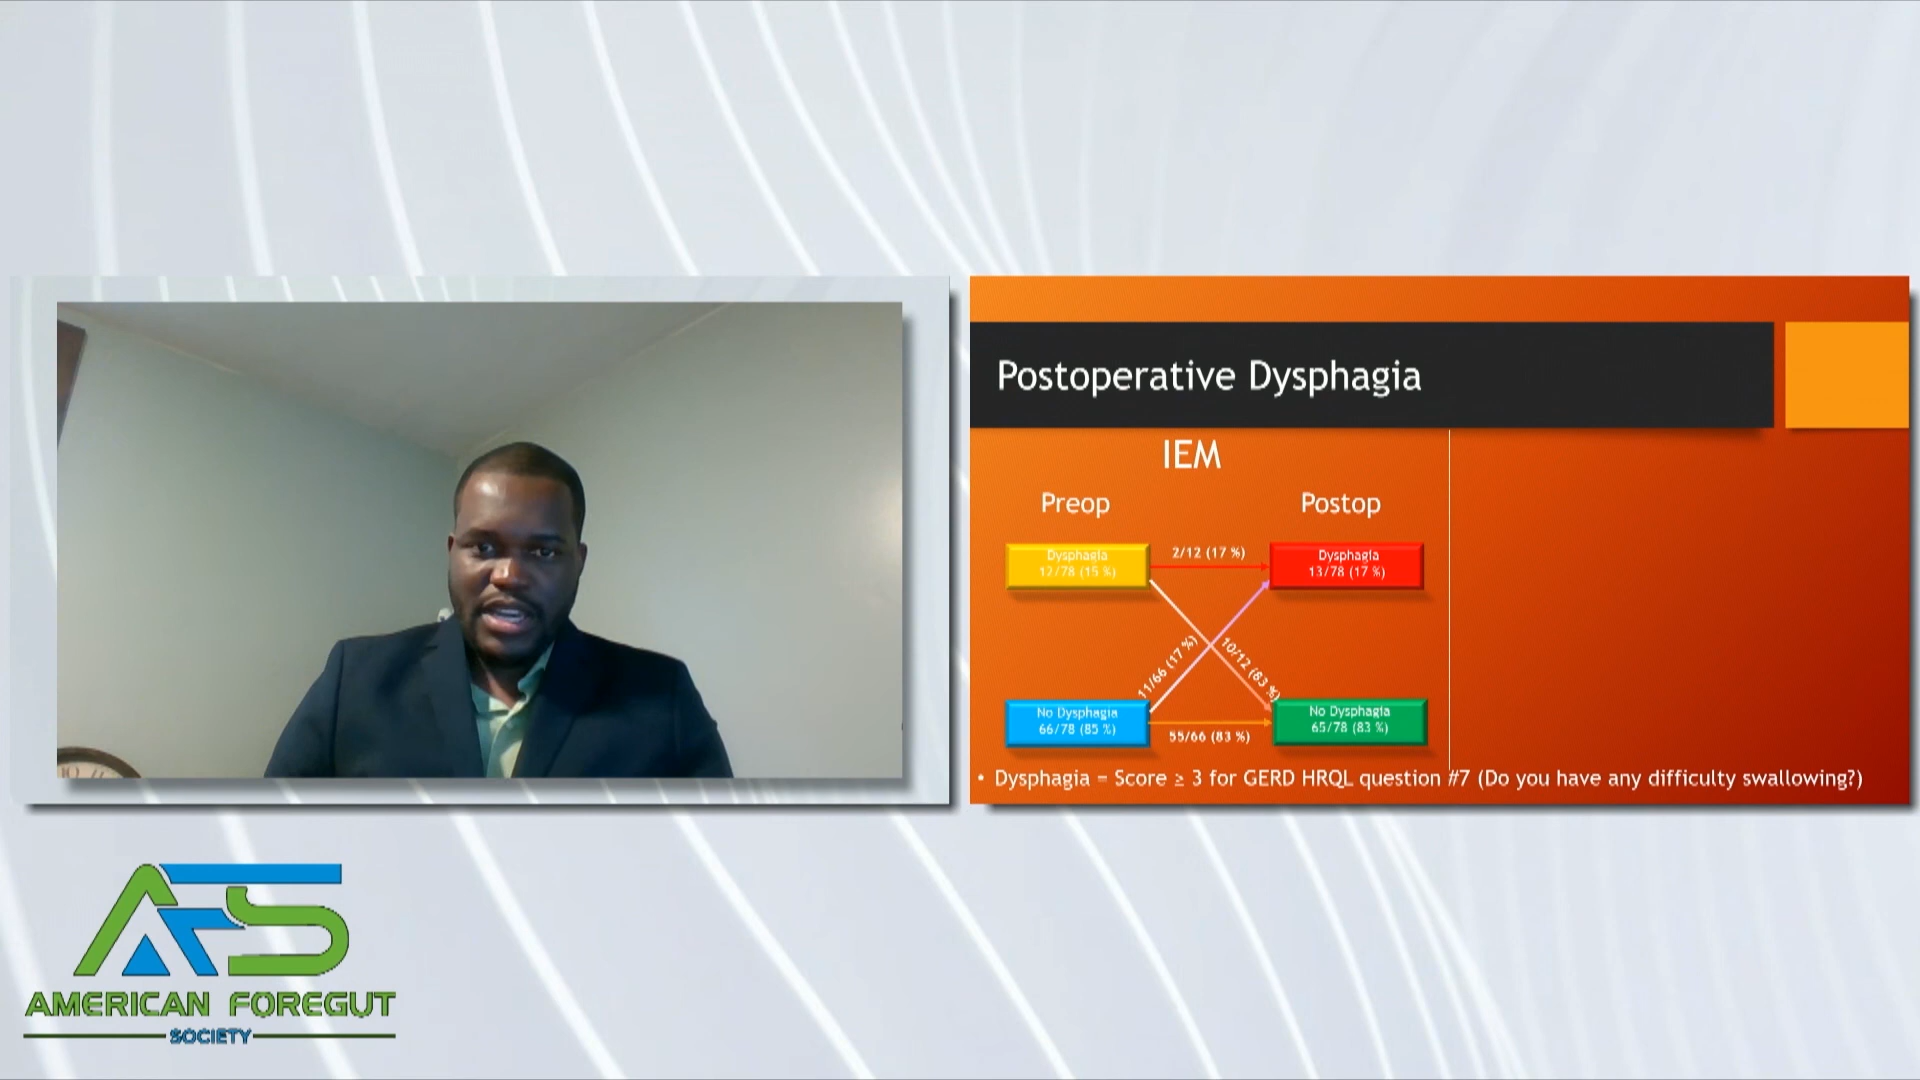 Postoperative Dysphagia
IEM
Preop
Postop
Dysphagia
12/78 (15 %)
2/12 (17 %)
Dysphagia
13/78 (17 %)
11/66 (17 %)
10/12 (83 %)
No Dysphagia
66/78 (85 %)
55/66 (83 %)
No Dysphagia
65/78 (83 %)
• Dysphagia = Score ≥ 3 for GERD HRQL question #7 (Do you have any difficulty swallowing?)
AFS
AMERICAN FOREGUT
SOCIETY